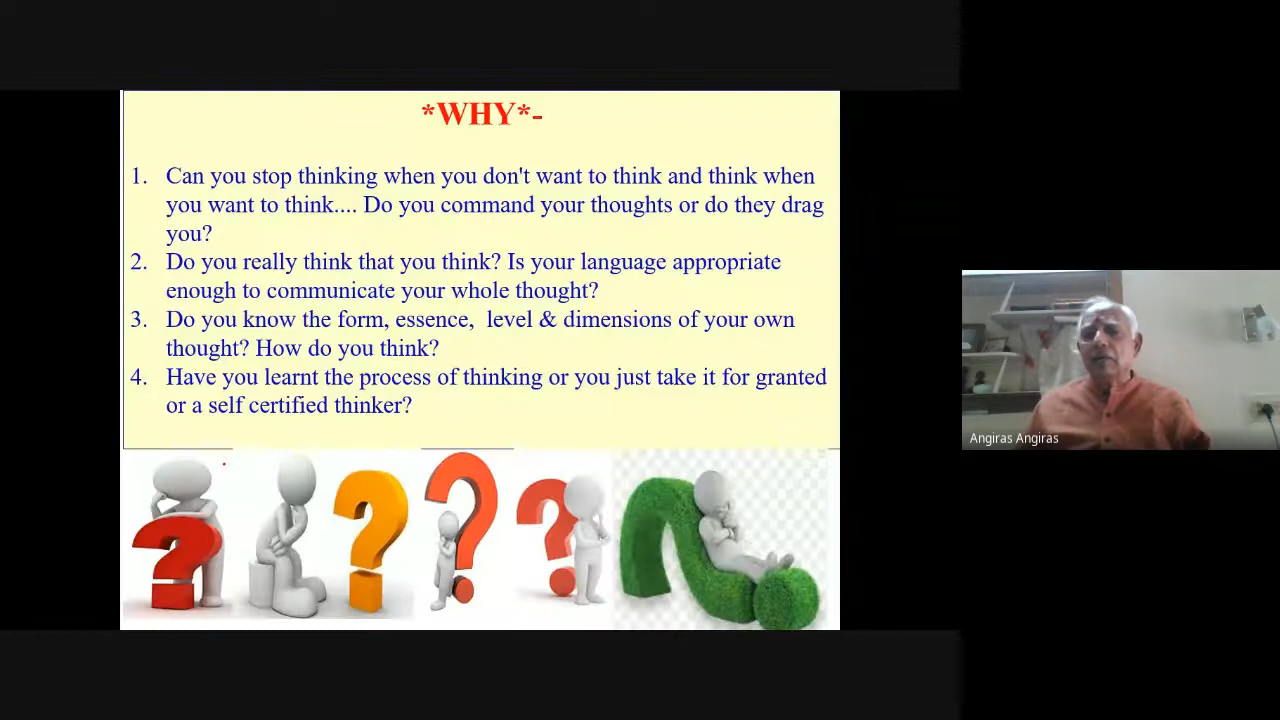 *WHY*-
1. Can you stop thinking when you don't want to think and think when
you want to think.... Do you command your thoughts or do they drag
you?
2. Do you really think that you think? Is your language appropriate
enough to communicate your whole thought?
3. Do you know the form, essence,  level & dimensions of your own
thought? How do you think?
4. Have you learnt the process of thinking or you just take it for granted
or a self certified thinker?
Angiras Angiras